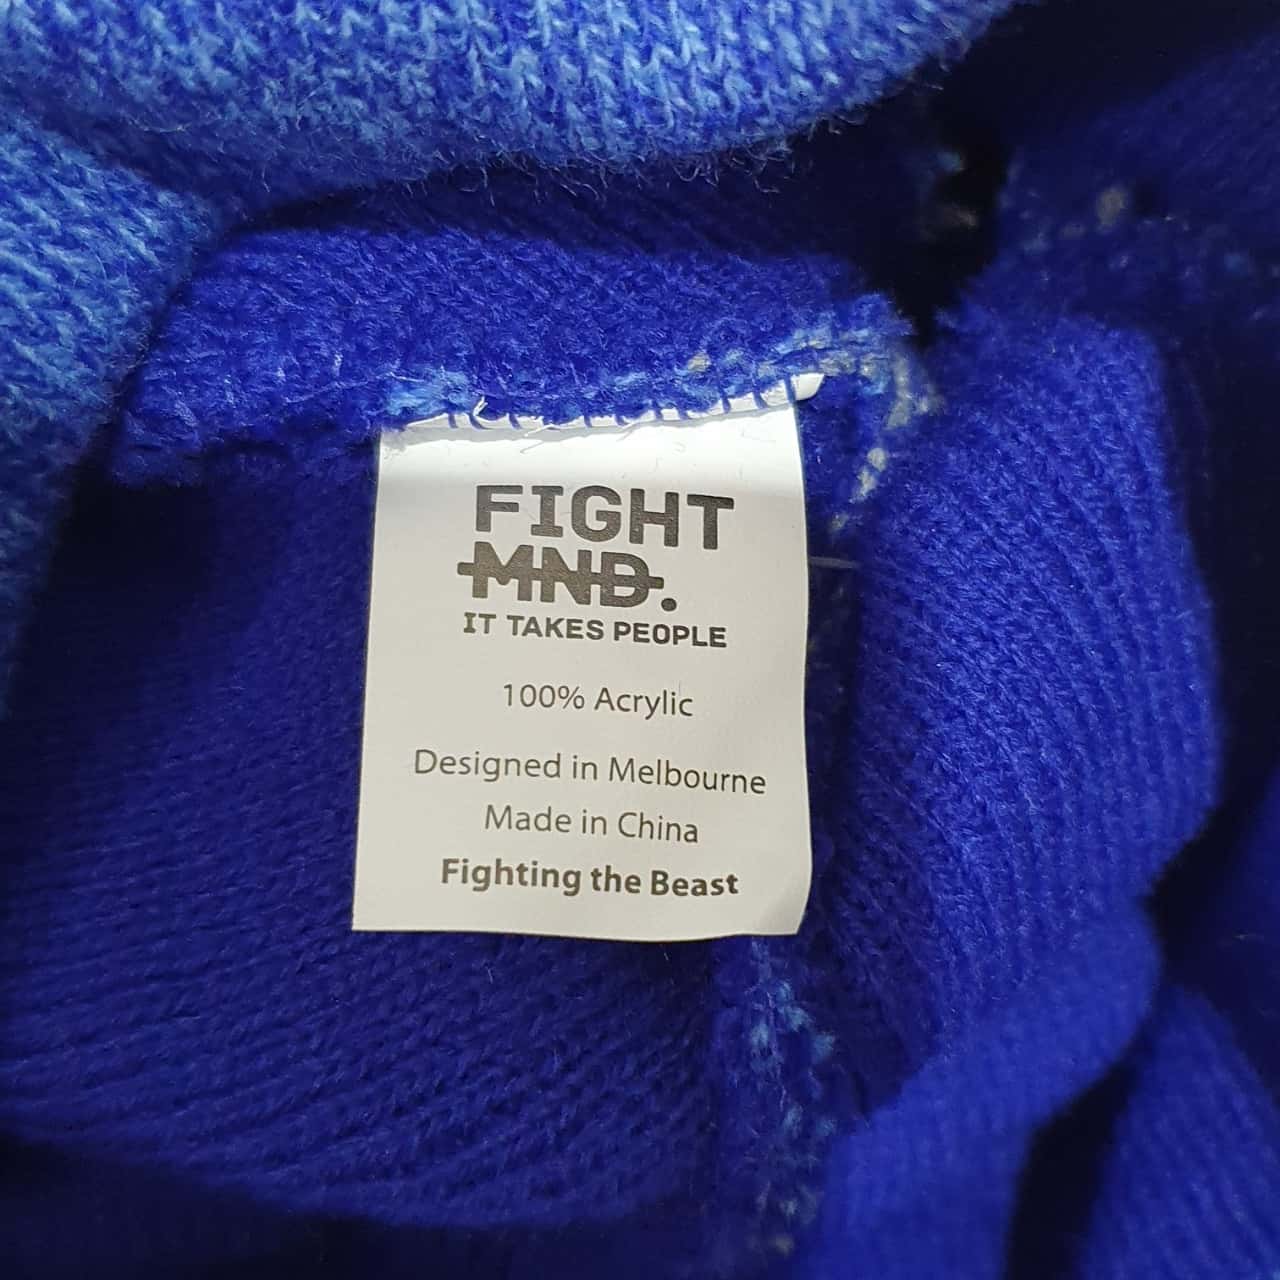 FIGHT
MND.
IT TAKES PEOPLE
100% Acrylic
Designed in Melbourne
Made in China
Fighting the Beast